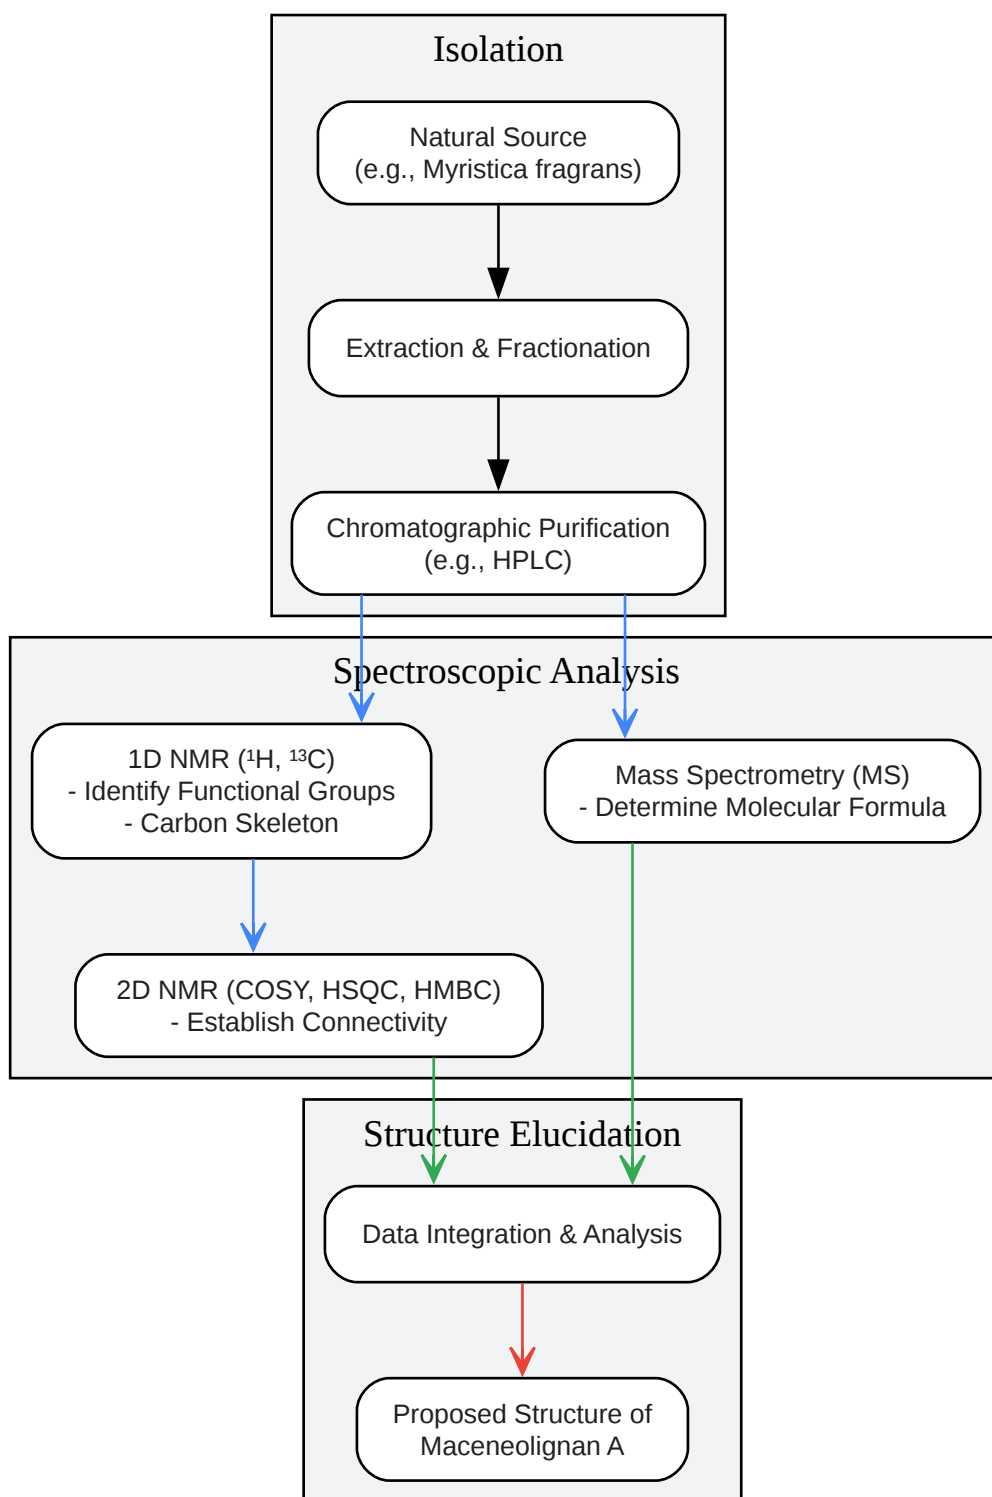 Isolation
Natural Source
(e.g., Myristica fragrans)
Extraction & Fractionation
Chromatographic Purification
(e.g., HPLC)
Spectroscopic Analysis
1D NMR (¹H, ¹³C)
- Identify Functional Groups
- Carbon Skeleton
Mass Spectrometry (MS)
- Determine Molecular Formula
2D NMR (COSY, HSQC, HMBC)
- Establish Connectivity
Structure Elucidation
Data Integration & Analysis
Proposed Structure of
Maceneolignan A